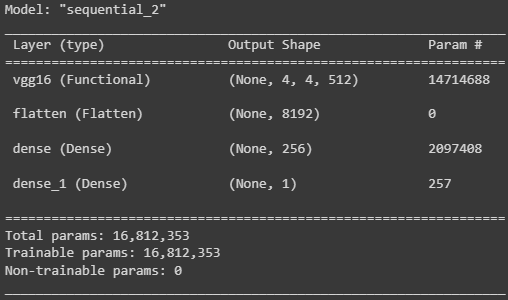 Model: "sequential_2"
Layer (type) Output Shape Param #
vgg16 (Functional) (None, 4, 4, 512) 14714688
flatten (Flatten) (None, 8192) 0
dense (Dense) (None, 256) 2097408
dense_1 (Dense) (None, 1) 257
Total params: 16,812,353
Trainable params: 16,812,353
Non-trainable params: 0